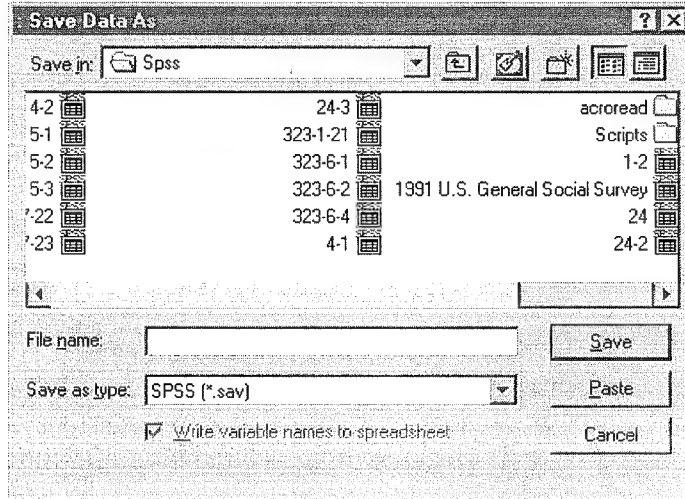 : Save Data As
Save in: Spss
4-2 24-3 acroread
5-1 323-1-21 Scripts
5-2 323-6-1 1-2
5-3 323-6-2 1991 U.S. General Social Survey
323-6-4 24
4-1 24-2
File name: Save
Save as type: SPSS (*.sav) Paste
Write variable names to spreadsheet Cancel